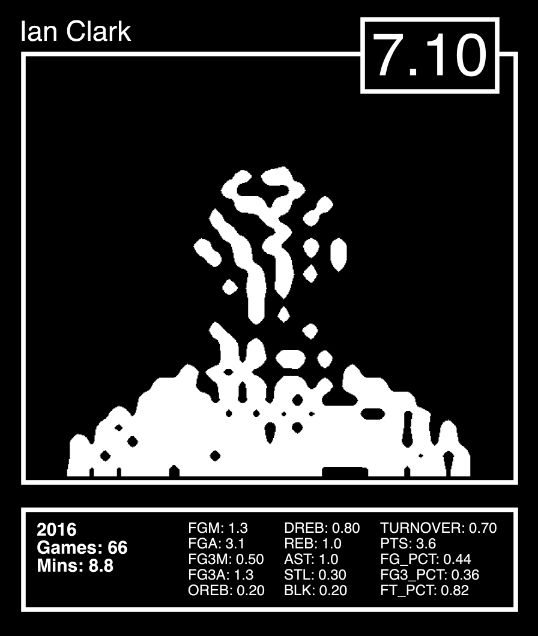 Ian Clark
7.10
2016
Games: 66
Mins: 8.8
FGM: 1.3
FGA: 3.1
FG3M: 0.50
FG3A: 1.3
OREB: 0.20
DREB: 0.80
REB: 1.0
AST: 1.0
STL: 0.30
BLK: 0.20
TURNOVER: 0.70
PTS: 3.6
FG_PCT: 0.44
FG3_PCT: 0.36
FT_PCT: 0.82